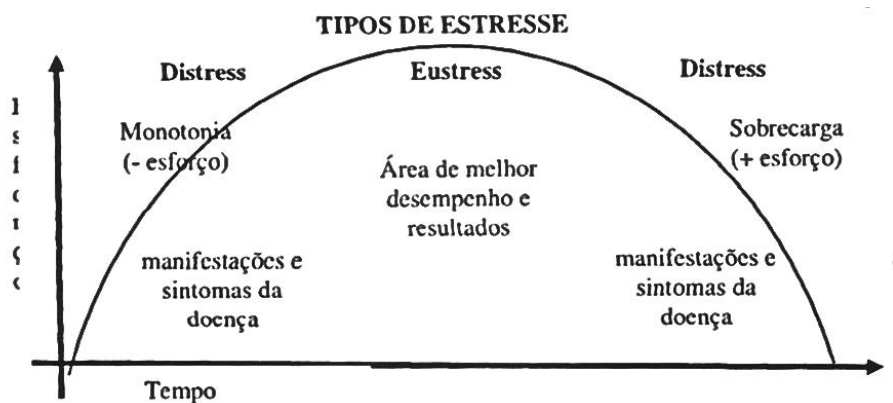 TIPOS DE ESTRESSE
Distress
Eustress
Distress
Monotonia
(- esforço)
Área de melhor
desempenho e
resultados
Sobrecarga
(+ esforço)
manifestações e
sintomas da
doença
manifestações e
sintomas da
doença
Tempo